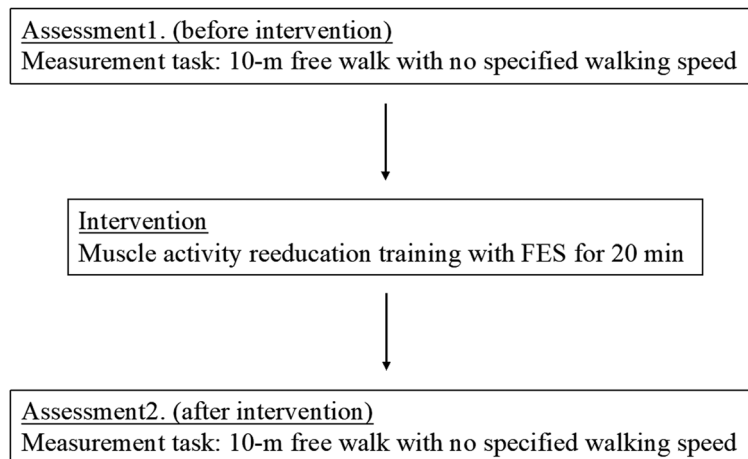 Assessment1. (before intervention)
Measurement task: 10-m free walk with no specified walking speed
Intervention
Muscle activity reeducation training with FES for 20 min
Assessment2. (after intervention)
Measurement task: 10-m free walk with no specified walking speed